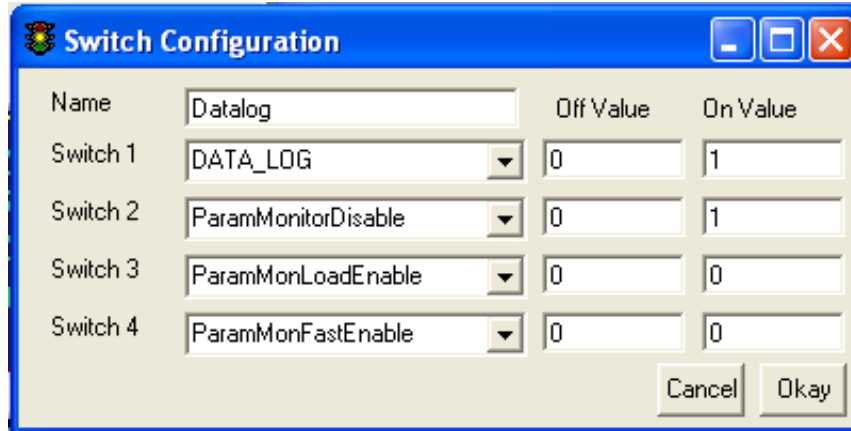 Switch Configuration
Name Datalog Off Value On Value
Switch 1 DATA_LOG 0 1
Switch 2 ParamMonitorDisable 0 1
Switch 3 ParamMonLoadEnable 0 0
Switch 4 ParamMonFastEnable 0 0
Cancel Okay